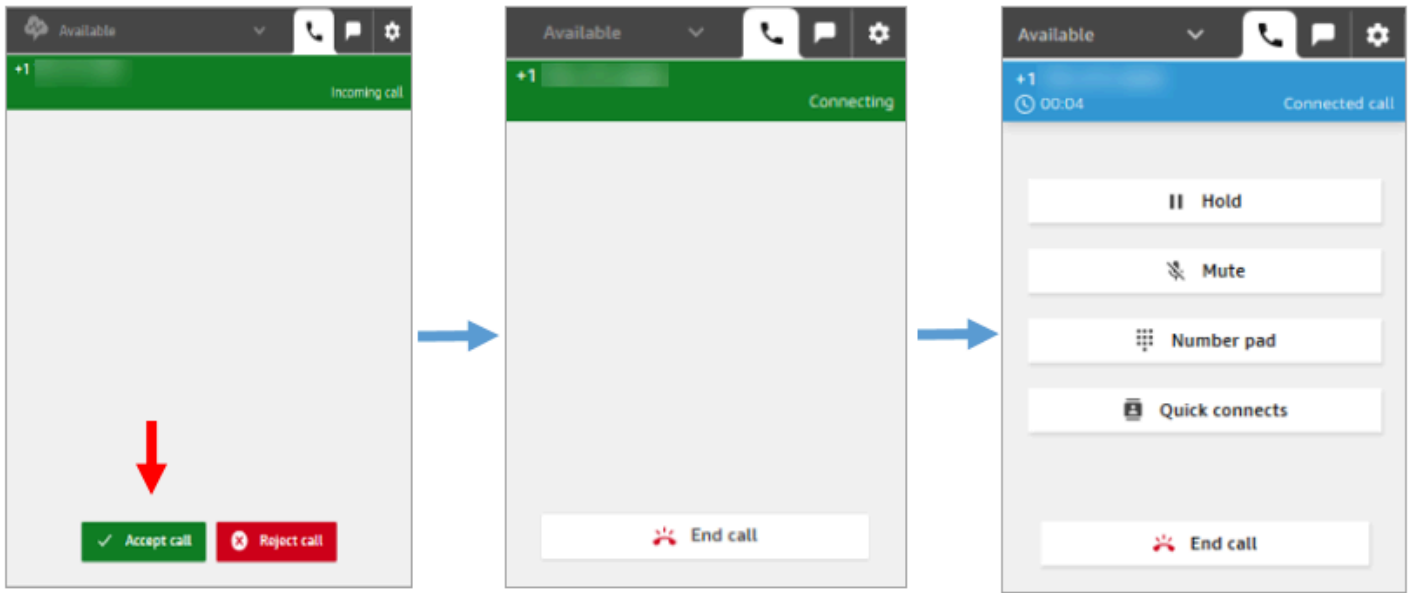 Available
+1
Incoming call
Accept call
Reject call
Available
+1
Connecting
End call
Available
+1
00:04
Connected call
Hold
Mute
Number pad
Quick connects
End call